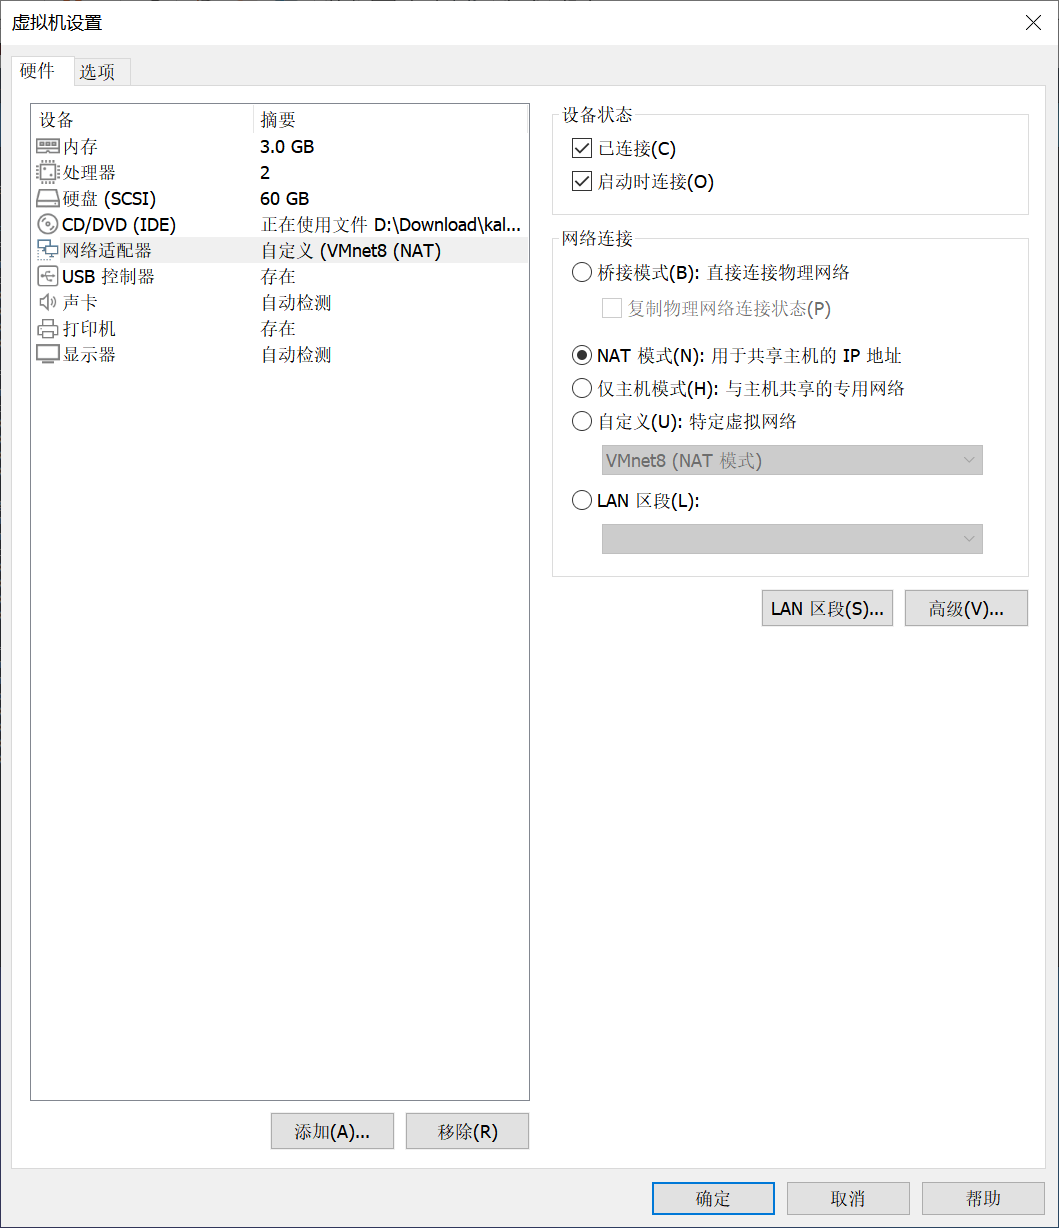 虚拟机设置
硬件
选项
设备 摘要
内存 3.0 GB
处理器 2
硬盘 (SCSI) 60 GB
CD/DVD (IDE) 正在使用文件 D:\Download\kal...
网络适配器 自定义 (VMnet8 (NAT)
USB 控制器 存在
声卡 自动检测
打印机 存在
显示器 自动检测
添加(A)...
移除(R)
设备状态
已连接(C)
启动时连接(O)
网络连接
桥接模式(B): 直接连接物理网络
复制物理网络连接状态(P)
NAT 模式(N): 用于共享主机的 IP 地址
仅主机模式(H): 与主机共享的专用网络
自定义(U): 特定虚拟网络
VMnet8 (NAT 模式)
LAN 区段(L):
LAN 区段(S)...
高级(V)...
确定
取消
帮助